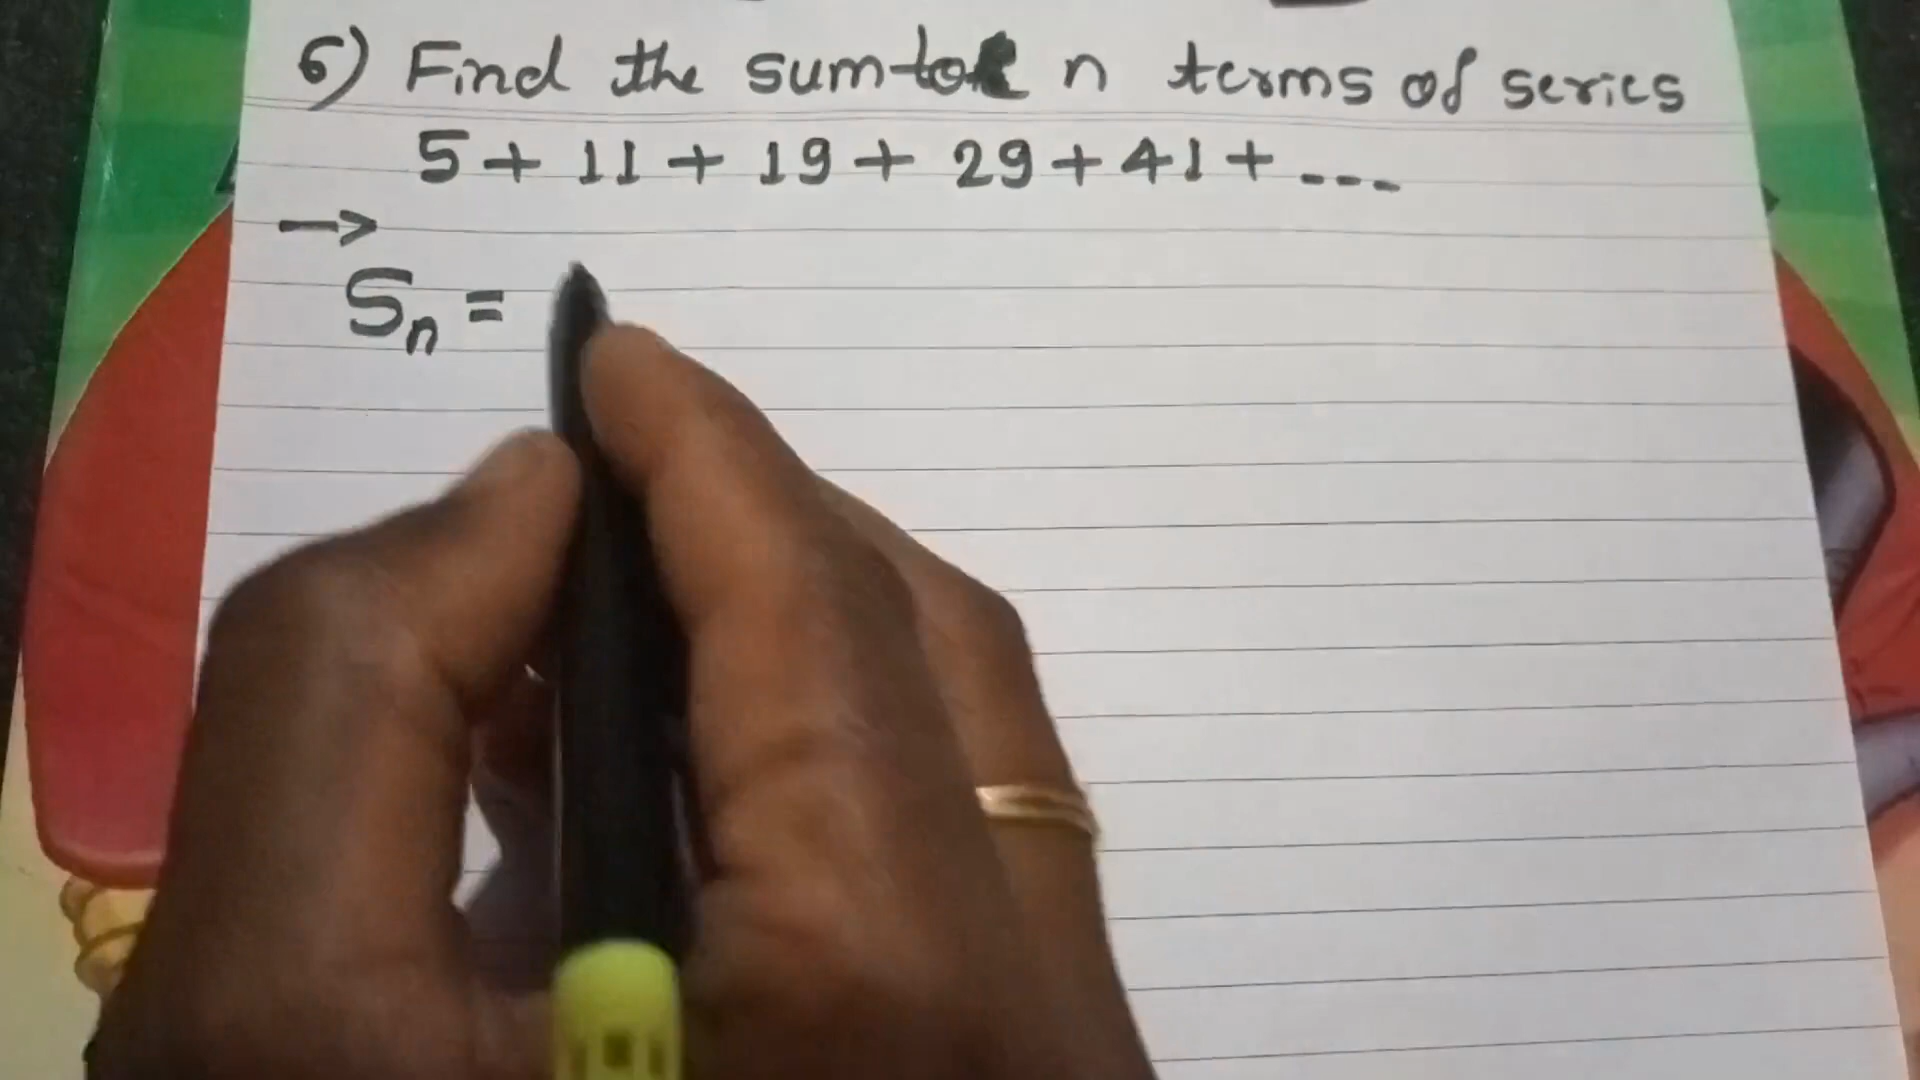 6) Find the sum to n terms of series
5 + 11 + 19 + 29 + 41 + ---
→
Sn =